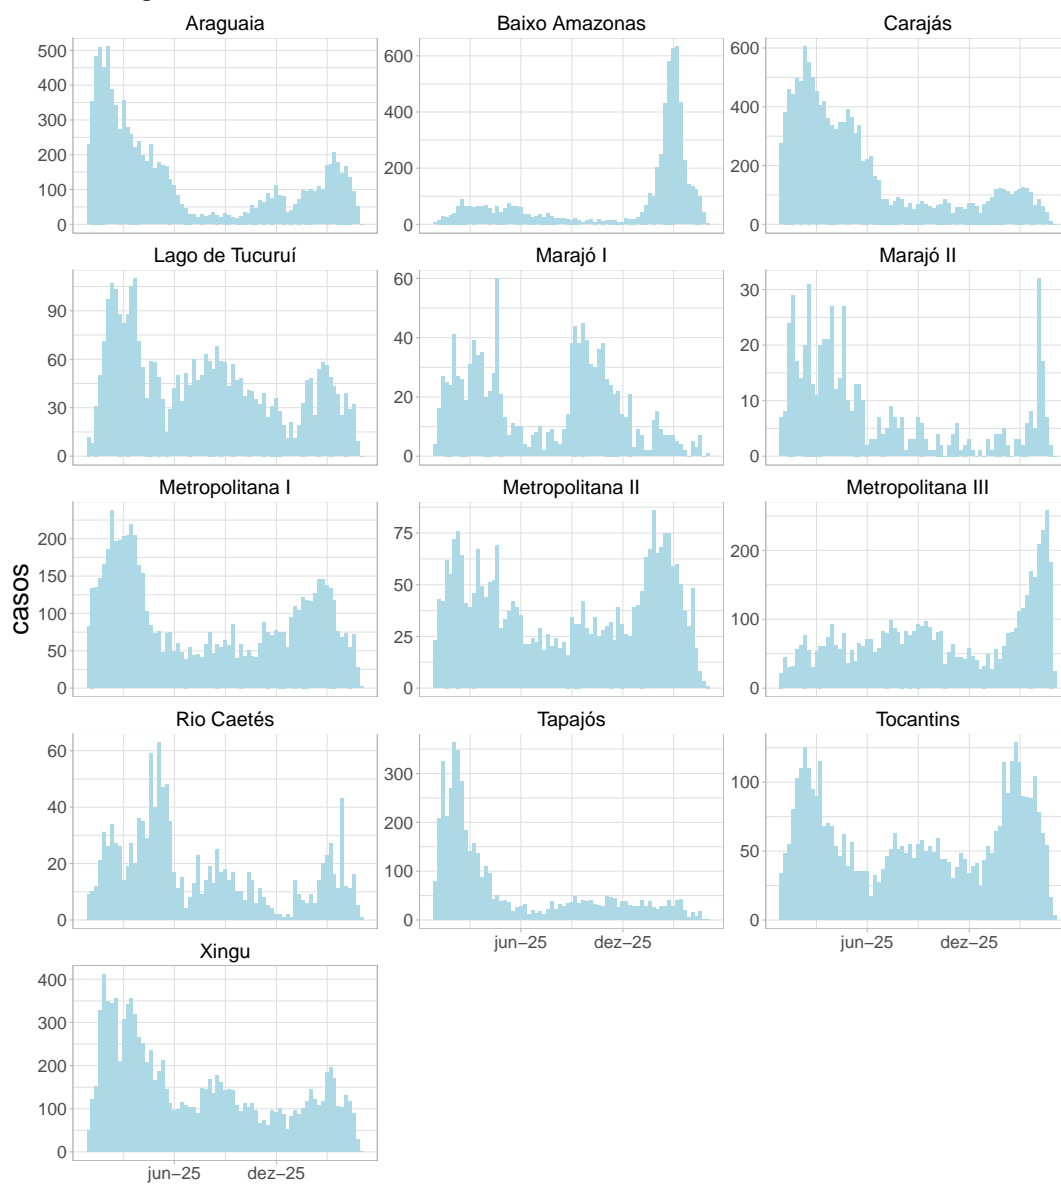 Araguaia Baixo Amazonas Carajás
500 400 300 200 100 0
600 400 200 0
600 400 200 0
Lago de Tucuruí Marajó I Marajó II
90 60 30 0
60 40 20 0
30 20 10 0
Metropolitana I Metropolitana II Metropolitana III
casos
200 150 100 50 0
75 50 25 0
200 100 0
Rio Caetés Tapajós Tocantins
60 40 20 0
300 200 100 0
100 50 0
jun−25 dez−25 jun−25 dez−25
Xingu
400 300 200 100 0
jun−25 dez−25